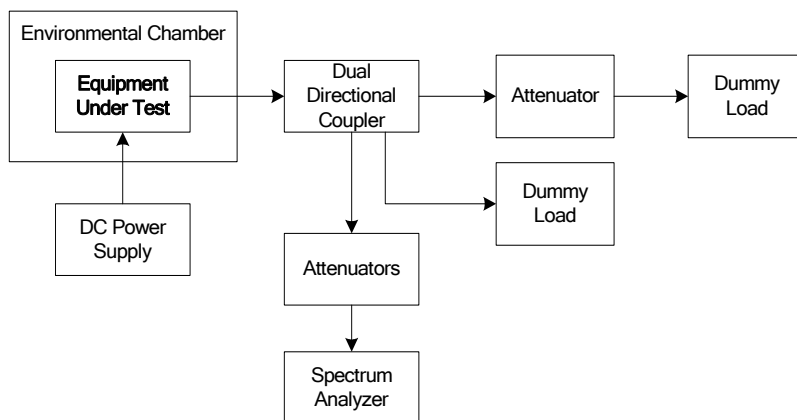 Environmental Chamber
Equipment
Under Test
Dual
Directional
Coupler
Attenuator
Dummy
Load
DC Power
Supply
Dummy
Load
Attenuators
Spectrum
Analyzer